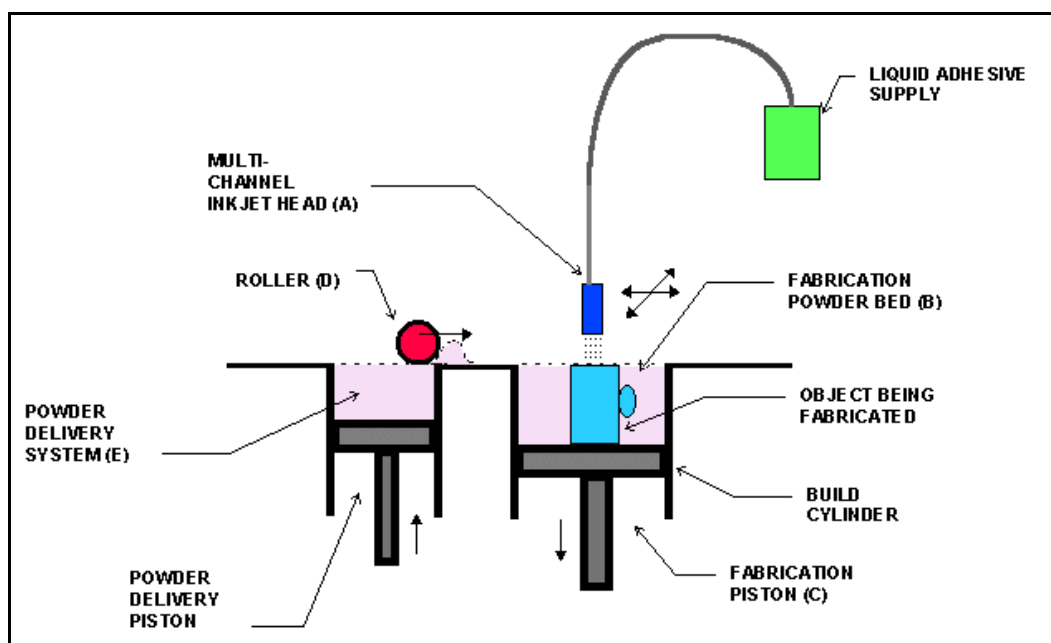 LIQUID ADHESIVE
SUPPLY
MULTI-
CHANNEL
INKJET HEAD (A)
ROLLER (D)
FABRICATION
POWDER BED (B)
OBJECT BEING
FABRICATED
POWDER
DELIVERY
SYSTEM (E)
BUILD
CYLINDER
POWDER
DELIVERY
PISTON
FABRICATION
PISTON (C)